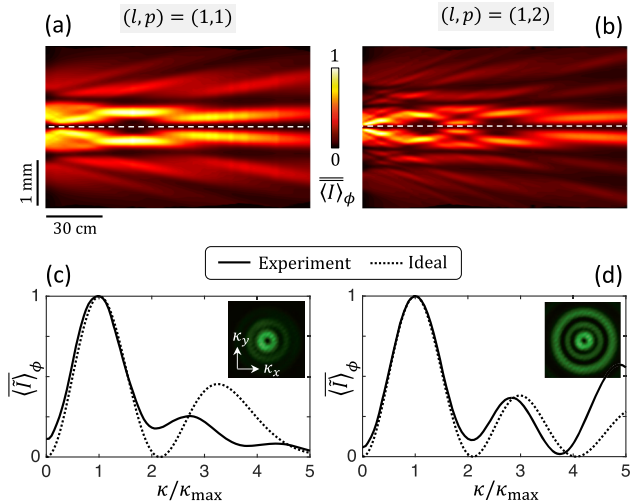 (l, p) = (1,1)
(l, p) = (1,2)
(a)
(b)
1
0
⟨I⟩ϕ
1 mm
30 cm
Experiment
Ideal
(c)
(d)
1
0
⟨Ĩ⟩ϕ
κy
κx
0
1
2
3
4
5
κ/κmax
1
0
⟨Ĩ⟩ϕ
0
1
2
3
4
5
κ/κmax